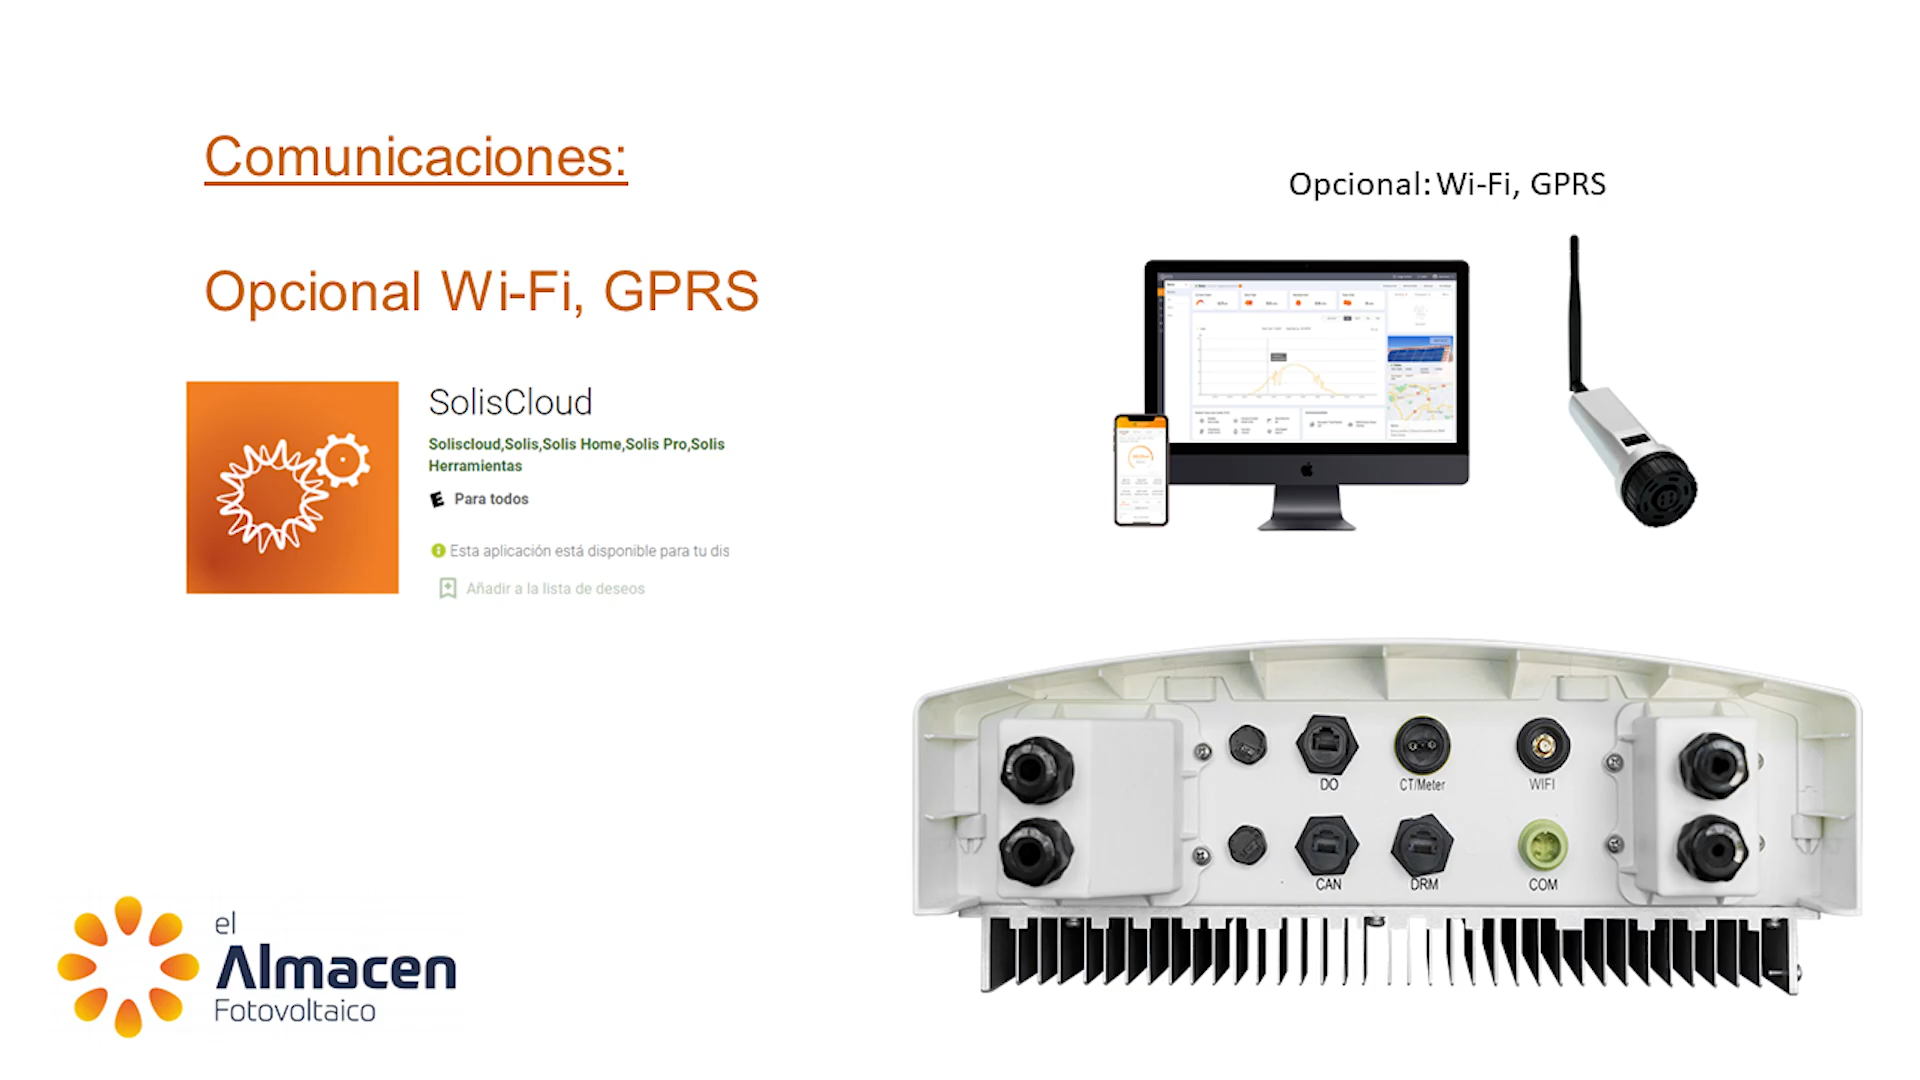 Comunicaciones:
Opcional Wi-Fi, GPRS
SolisCloud
Soliscloud,Solis,Solis Home,Solis Pro,Solis
Herramientas
E Para todos
Esta aplicación está disponible para tu dis
Añadir a la lista de deseos
Opcional: Wi-Fi, GPRS
DO
CT/Meter
WIFI
CAN
DRM
COM
el
Almacen
Fotovoltaico